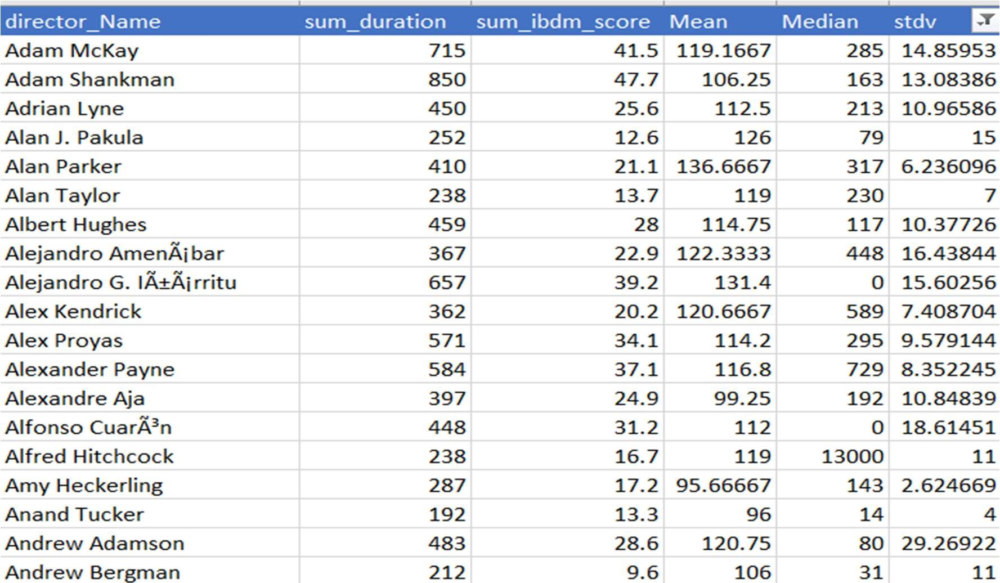 director_Name sum_duration sum_ibdm_score Mean Median stdv
Adam McKay 715 41.5 119.1667 285 14.85953
Adam Shankman 850 47.7 106.25 163 13.08386
Adrian Lyne 450 25.6 112.5 213 10.96586
Alan J. Pakula 252 12.6 126 79 15
Alan Parker 410 21.1 136.6667 317 6.236096
Alan Taylor 238 13.7 119 230 7
Albert Hughes 459 28 114.75 117 10.37726
Alejandro AmenÃ¡bar 367 22.9 122.3333 448 16.43844
Alejandro G. IÃ±Ã¡rritu 657 39.2 131.4 0 15.60256
Alex Kendrick 362 20.2 120.6667 589 7.408704
Alex Proyas 571 34.1 114.2 295 9.579144
Alexander Payne 584 37.1 116.8 729 8.352245
Alexandre Aja 397 24.9 99.25 192 10.84839
Alfonso CuarÃ³n 448 31.2 112 0 18.61451
Alfred Hitchcock 238 16.7 119 13000 11
Amy Heckerling 287 17.2 95.66667 143 2.624669
Anand Tucker 192 13.3 96 14 4
Andrew Adamson 483 28.6 120.75 80 29.26922
Andrew Bergman 212 9.6 106 31 11